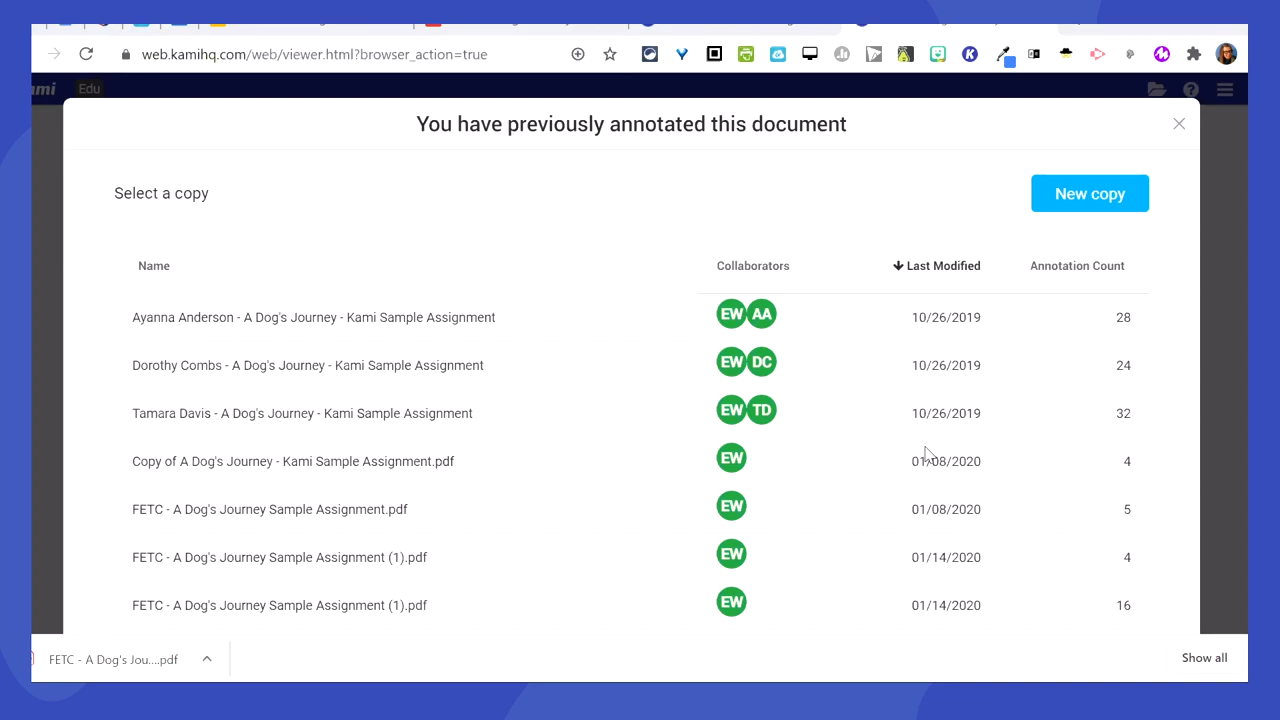 web.kamihq.com/web/viewer.html?browser_action=true
Edu
You have previously annotated this document
Select a copy
New copy
Name Collaborators Last Modified Annotation Count
Ayanna Anderson - A Dog's Journey - Kami Sample Assignment EW AA 10/26/2019 28
Dorothy Combs - A Dog's Journey - Kami Sample Assignment EW DC 10/26/2019 24
Tamara Davis - A Dog's Journey - Kami Sample Assignment EW TD 10/26/2019 32
Copy of A Dog's Journey - Kami Sample Assignment.pdf EW 01/08/2020 4
FETC - A Dog's Journey Sample Assignment.pdf EW 01/08/2020 5
FETC - A Dog's Journey Sample Assignment (1).pdf EW 01/14/2020 4
FETC - A Dog's Journey Sample Assignment (1).pdf EW 01/14/2020 16
FETC - A Dog's Jou....pdf Show all